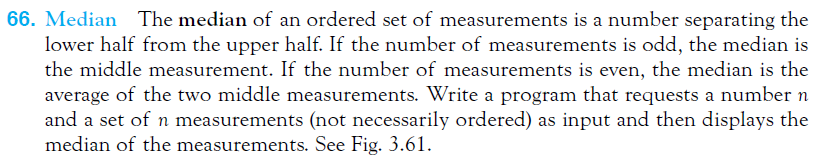 66. Median The median of an ordered set of measurements is a number separating the
lower half from the upper half. If the number of measurements is odd, the median is
the middle measurement. If the number of measurements is even, the median is the
average of the two middle measurements. Write a program that requests a number n
and a set of n measurements (not necessarily ordered) as input and then displays the
median of the measurements. See Fig. 3.61.